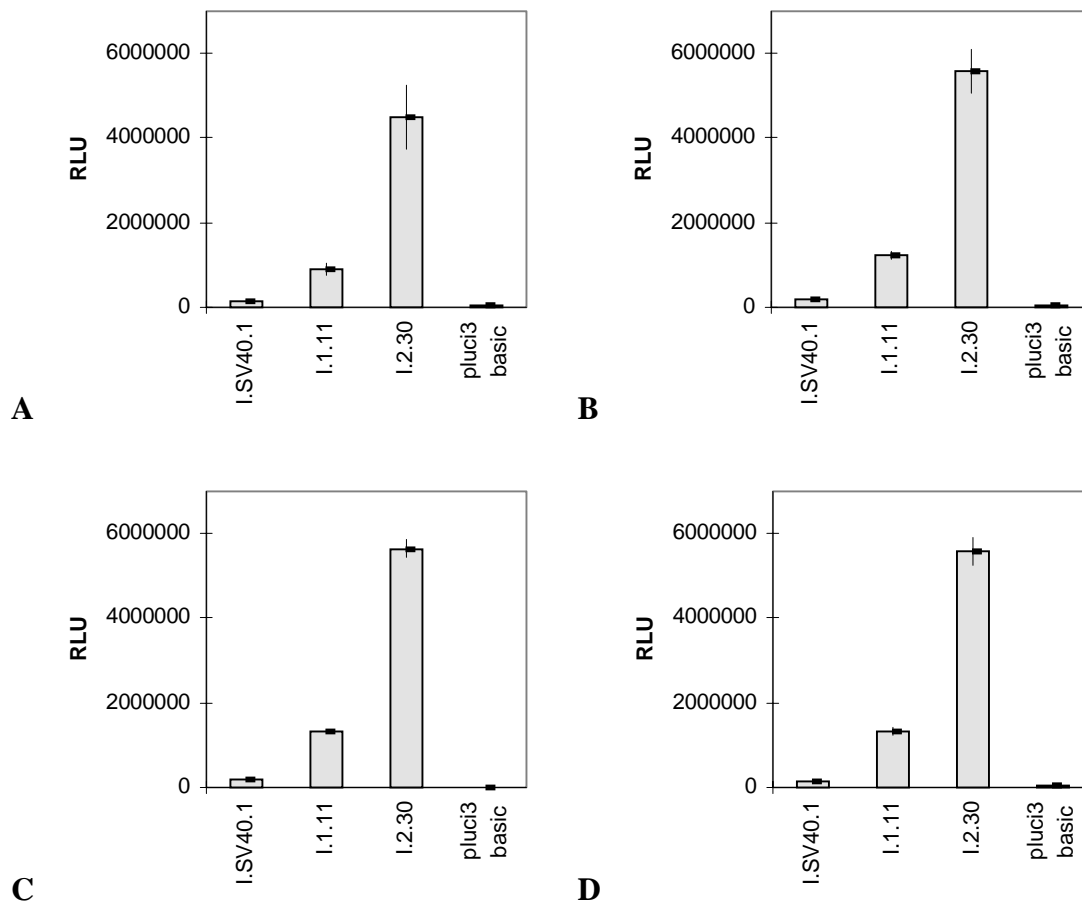 6000000
4000000
2000000
0
RLU
I.SV40.1
I.1.11
I.2.30
pluci3
basic
A
6000000
4000000
2000000
0
RLU
I.SV40.1
I.1.11
I.2.30
pluci3
basic
B
6000000
4000000
2000000
0
RLU
I.SV40.1
I.1.11
I.2.30
pluci3
basic
C
6000000
4000000
2000000
0
RLU
I.SV40.1
I.1.11
I.2.30
pluci3
basic
D